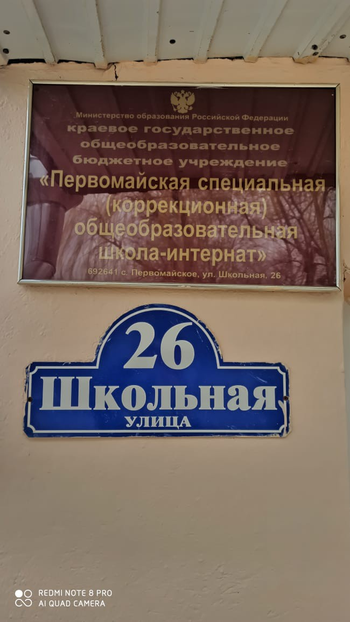 Министерство образования Российской Федерации
краевое государственное
общеобразовательное
бюджетное учреждение
«Первомайская специальная
(коррекционная)
общеобразовательная
школа-интернат»
692641 с. Первомайское, ул. Школьная, 26
26
Школьная
УЛИЦА
REDMI NOTE 8 PRO
AI QUAD CAMERA